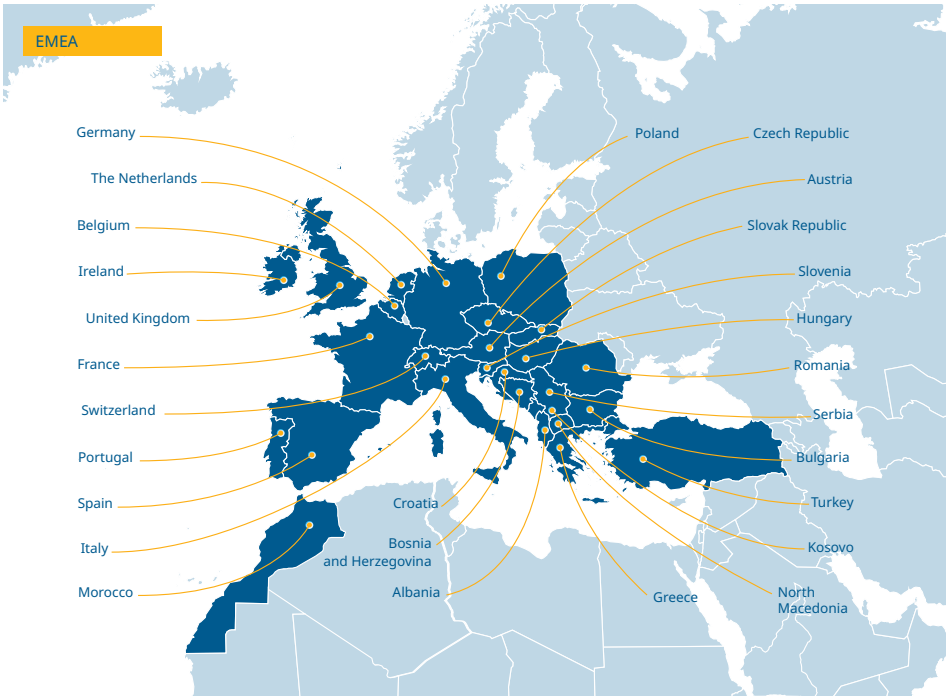 EMEA
Germany
The Netherlands
Belgium
Ireland
United Kingdom
France
Switzerland
Portugal
Spain
Italy
Morocco
Croatia
Bosnia
and Herzegovina
Albania
Poland
Czech Republic
Austria
Slovak Republic
Slovenia
Hungary
Romania
Serbia
Bulgaria
Turkey
Kosovo
North
Macedonia
Greece